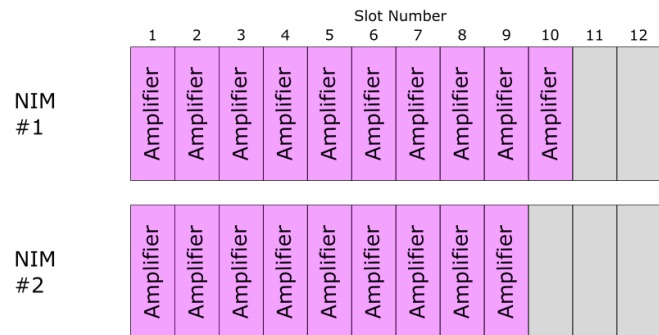 Slot Number
1 2 3 4 5 6 7 8 9 10 11 12
NIM
#1
Amplifier Amplifier Amplifier Amplifier Amplifier Amplifier Amplifier Amplifier Amplifier Amplifier
NIM
#2
Amplifier Amplifier Amplifier Amplifier Amplifier Amplifier Amplifier Amplifier Amplifier